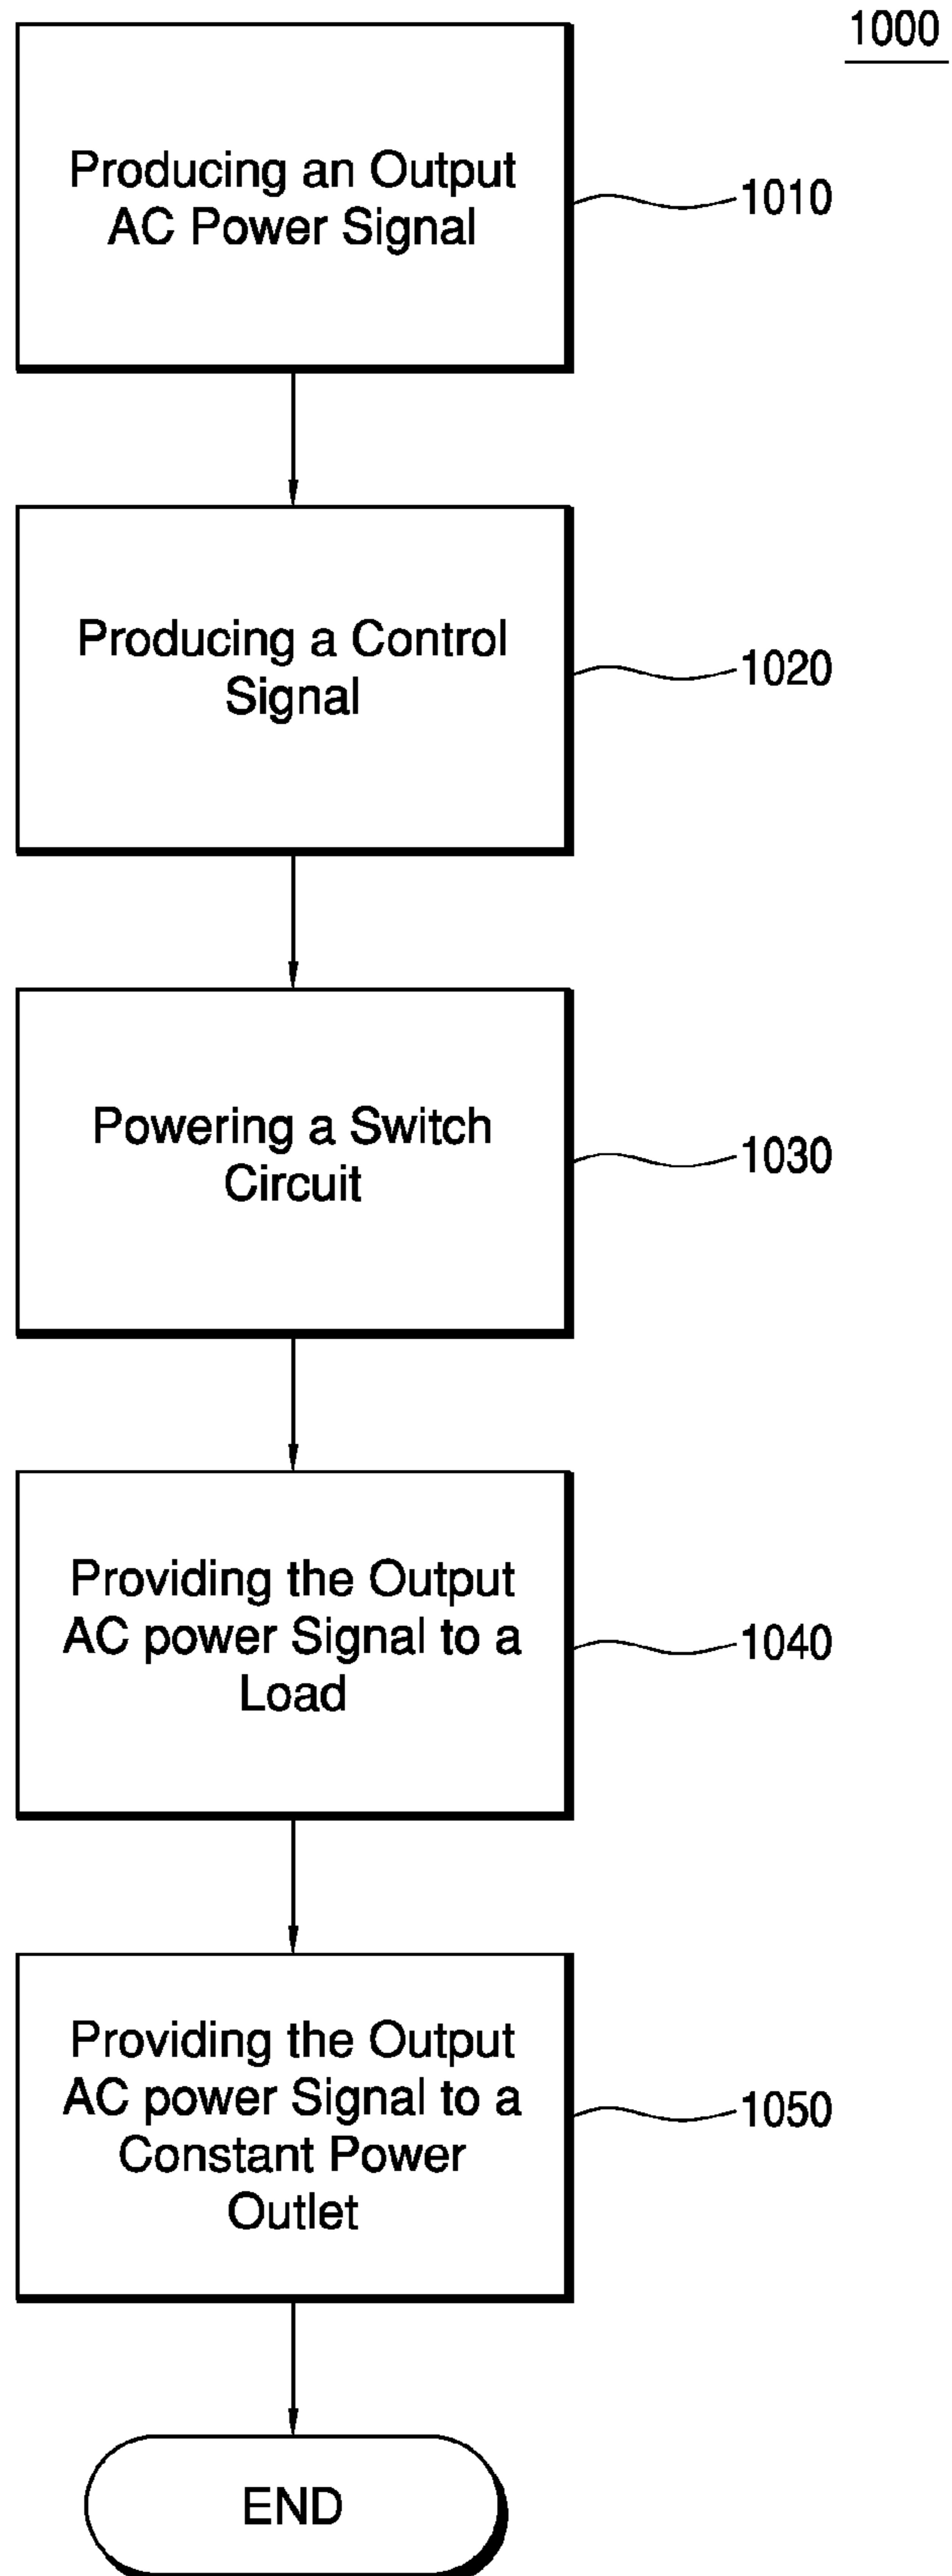 1000
Producing an Output
AC Power Signal
1010
Producing a Control
Signal
1020
Powering a Switch
Circuit
1030
Providing the Output
AC power Signal to a
Load
1040
Providing the Output
AC power Signal to a
Constant Power
Outlet
1050
END